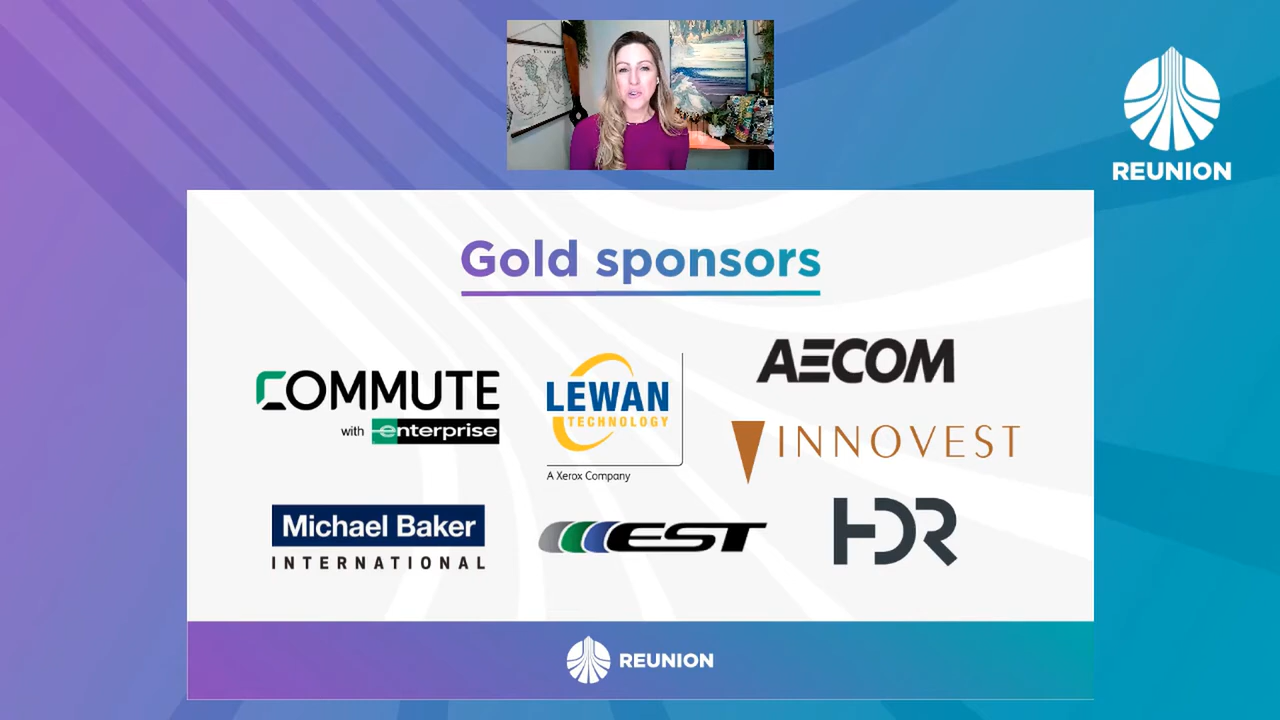 REUNION
Gold sponsors
COMMUTE
with enterprise
LEWAN
TECHNOLOGY
A Xerox Company
AECOM
INNOVEST
Michael Baker
INTERNATIONAL
EST
HDR
REUNION